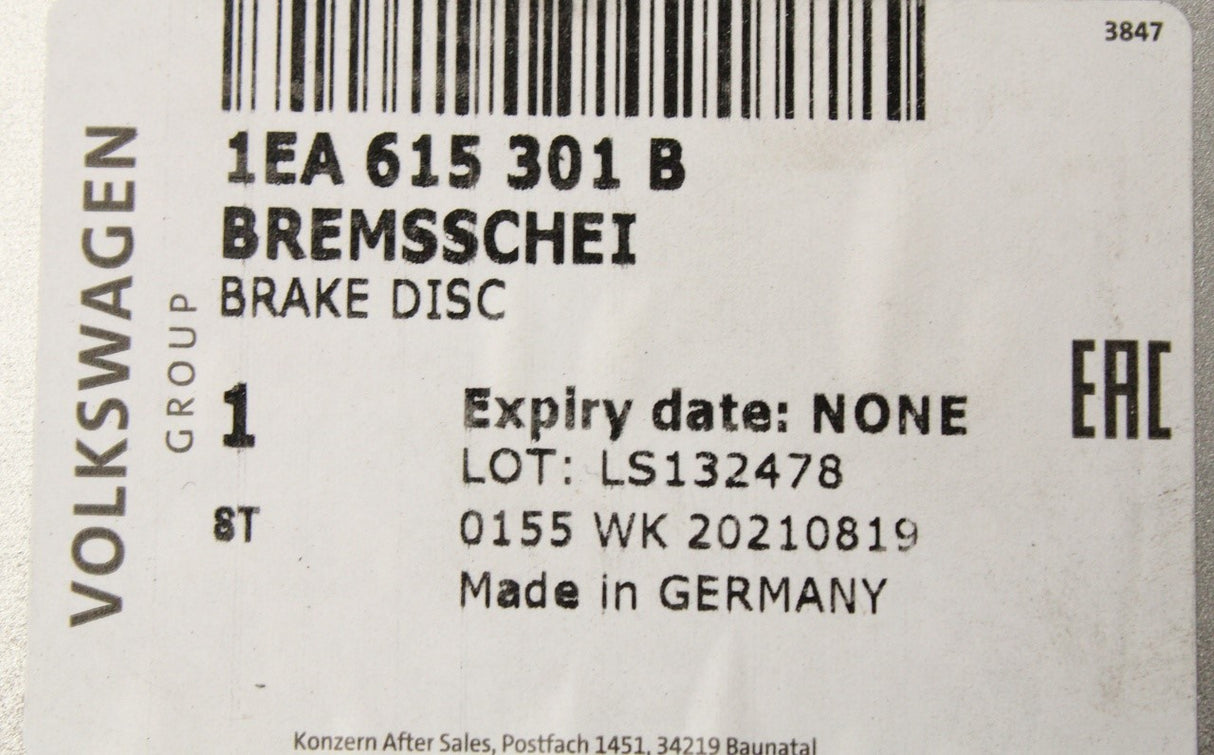 3847
1EA 615 301 B
BREMSSCHEI
BRAKE DISC
VOLKSWAGEN
GROUP
1
Expiry date: NONE
EAC
LOT: LS132478
ST
0155 WK 20210819
Made in GERMANY
Konzern After Sales, Postfach 1451, 34219 Baunatal